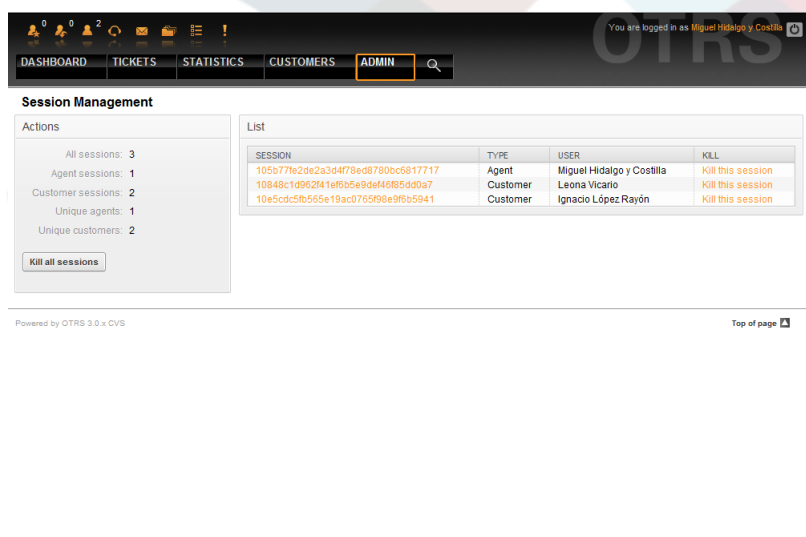 0 0 2
You are logged in as Miguel Hidalgo y Costilla
OTRS
DASHBOARD TICKETS STATISTICS CUSTOMERS ADMIN
Session Management
Actions
All sessions: 3
Agent sessions: 1
Customer sessions: 2
Unique agents: 1
Unique customers: 2
Kill all sessions
List
SESSION TYPE USER KILL
105b77fe2de2a3d4f78ed8780bc6817717 Agent Miguel Hidalgo y Costilla Kill this session
10848c1d962f41ef6b5e9def46f85dd0a7 Customer Leona Vicario Kill this session
10e5cdc5fb565e19ac0765f98e9f6b5941 Customer Ignacio López Rayón Kill this session
Powered by OTRS 3.0.x CVS
Top of page